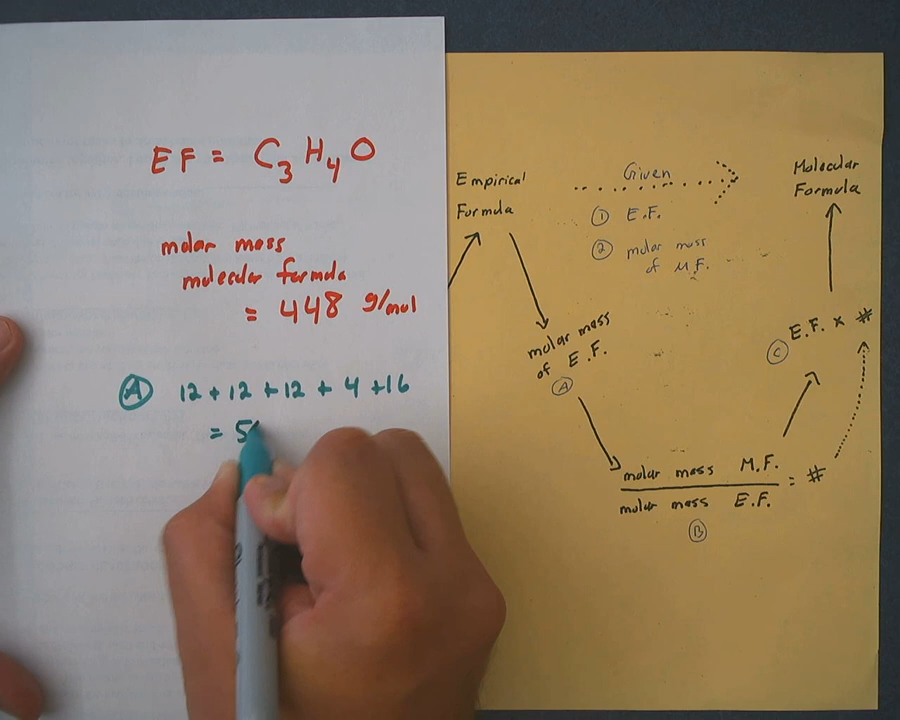 EF = C₃H₄O
molar mass
molecular formula
= 448 g/mol
Ⓐ 12 + 12 + 12 + 4 + 16
= 5
Empirical
Formula
Given
① E.F.
② molar mass
of M.F.
Molecular
Formula
molar mass
of E.F.
Ⓐ
molar mass M.F.
molar mass E.F.
= #
Ⓑ
E.F. x #
Ⓒ